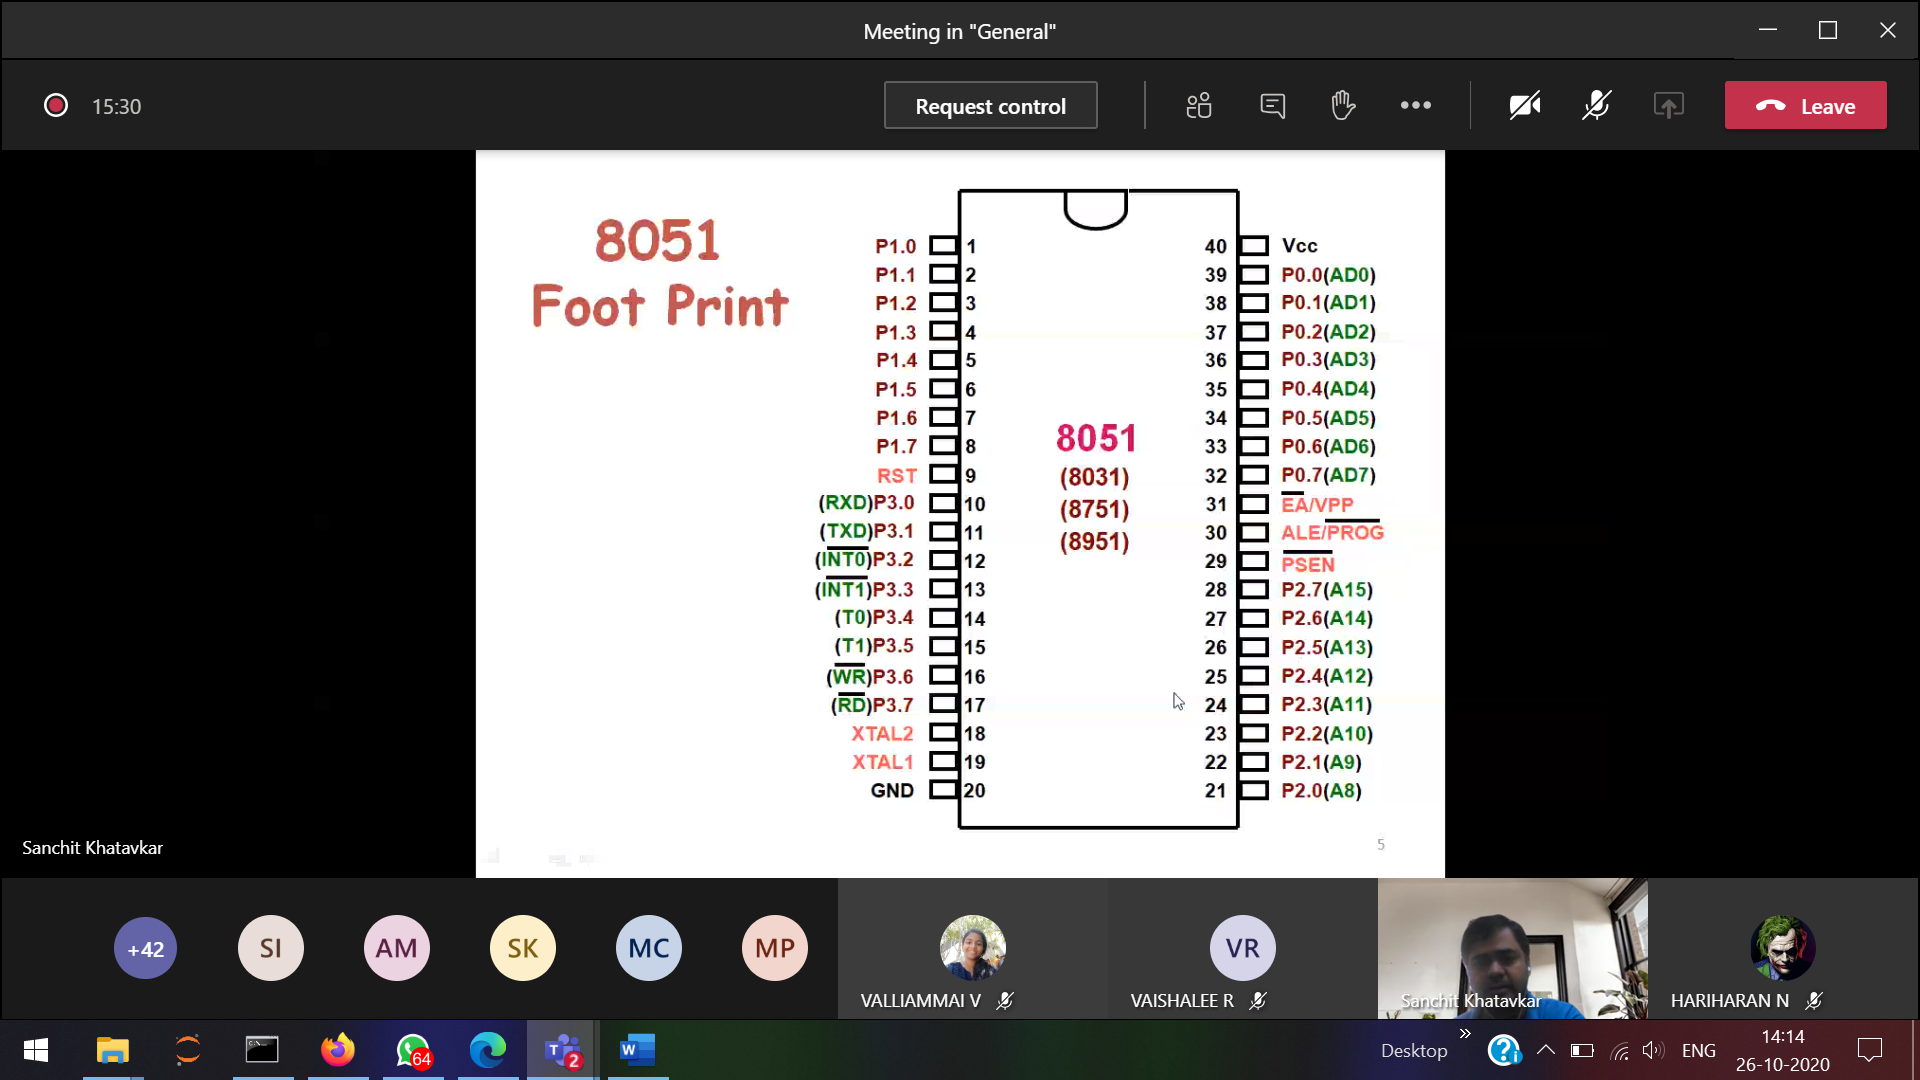 Meeting in "General"
15:30
Request control
Leave
8051
Foot Print
P1.0 1 40 Vcc
P1.1 2 39 P0.0(AD0)
P1.2 3 38 P0.1(AD1)
P1.3 4 37 P0.2(AD2)
P1.4 5 36 P0.3(AD3)
P1.5 6 35 P0.4(AD4)
P1.6 7 34 P0.5(AD5)
P1.7 8 33 P0.6(AD6)
RST 9 32 P0.7(AD7)
(RXD)P3.0 10 31 EA/VPP
(TXD)P3.1 11 30 ALE/PROG
(INT0)P3.2 12 29 PSEN
(INT1)P3.3 13 28 P2.7(A15)
(T0)P3.4 14 27 P2.6(A14)
(T1)P3.5 15 26 P2.5(A13)
(WR)P3.6 16 25 P2.4(A12)
(RD)P3.7 17 24 P2.3(A11)
XTAL2 18 23 P2.2(A10)
XTAL1 19 22 P2.1(A9)
GND 20 21 P2.0(A8)
8051
(8031)
(8751)
(8951)
5
Sanchit Khatavkar
+42 SI AM SK MC MP VR
VALLIAMMAI V VAISHALEE R Sanchit Khatavkar HARIHARAN N
64 2 Desktop ENG 14:14
26-10-2020